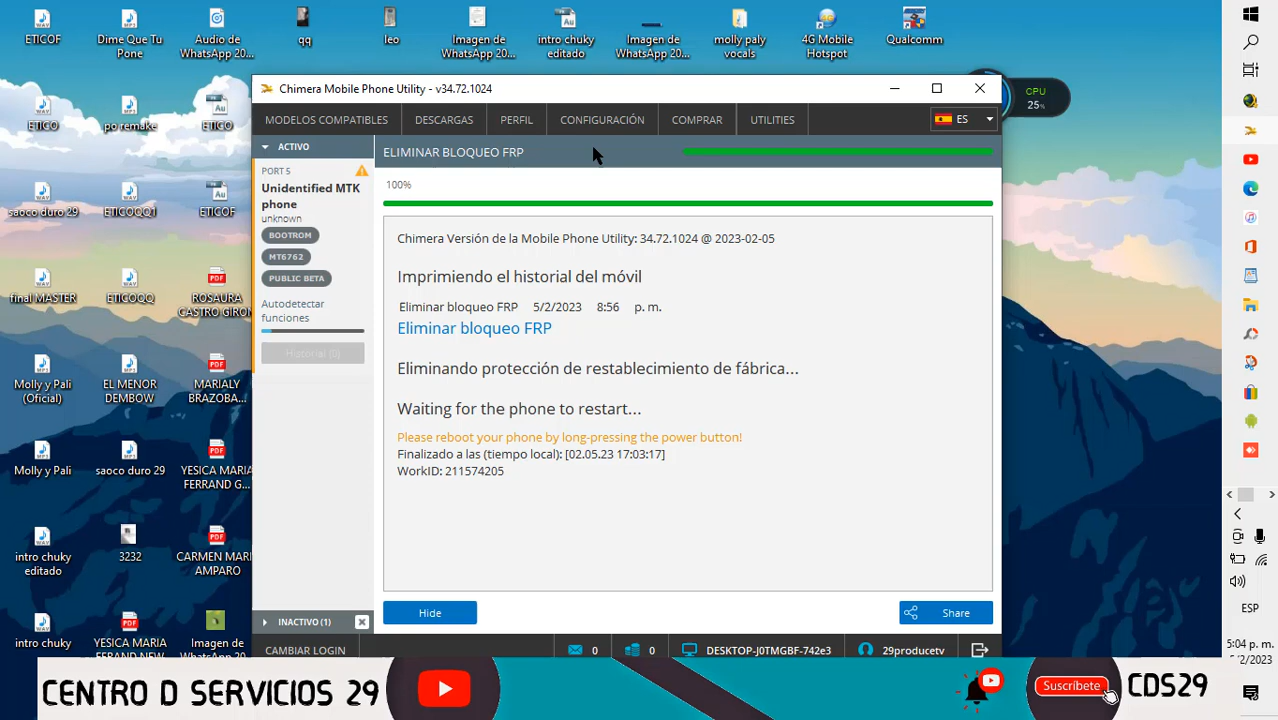 ETICOF
Dime Que Tu
Pone
Audio de
WhatsApp 20...
qq
leo
Imagen de
WhatsApp 20...
intro chuky
editado
Imagen de
WhatsApp 20...
molly paly
vocals
4G Mobile
Hotspot
Qualcomm
Chimera Mobile Phone Utility - v34.72.1024
CPU
25%
ETICO
po remake
ETICO
MODELOS COMPATIBLES
DESCARGAS
PERFIL
CONFIGURACIÓN
COMPRAR
UTILITIES
ES
ACTIVO
ELIMINAR BLOQUEO FRP
PORT 5
Unidentified MTK
phone
unknown
BOOTROM
MT6762
PUBLIC BETA
Autodetectar
funciones
Historial (0)
100%
Chimera Versión de la Mobile Phone Utility: 34.72.1024 @ 2023-02-05
Imprimiendo el historial del móvil
Eliminar bloqueo FRP 5/2/2023 8:56 p. m.
Eliminar bloqueo FRP
Eliminando protección de restablecimiento de fábrica...
Waiting for the phone to restart...
Please reboot your phone by long-pressing the power button!
Finalizado a las (tiempo local): [02.05.23 17:03:17]
WorkID: 211574205
saoco duro 29
ETICOQQ1
ETICOF
final MASTER
ETICOQQ
ROSAURA
CASTRO GIRON
Molly y Pali
(Oficial)
EL MENOR
DEMBOW
MARIALY
BRAZOBA...
Molly y Pali
saoco duro 29
YESICA MARIA
FERRAND G...
intro chuky
editado
3232
CARMEN MARI
AMPARO
intro chuky
YESICA MARIA
FERRAND NEW
Imagen de
WhatsApp 20...
Hide
Share
INACTIVO (1)
CAMBIAR LOGIN
0
0
DESKTOP-J0TMGBF-742e3
29producetv
ESP
5:04 p. m.
5/2/2023
CENTRO D SERVICIOS 29
Suscríbete
CDS29